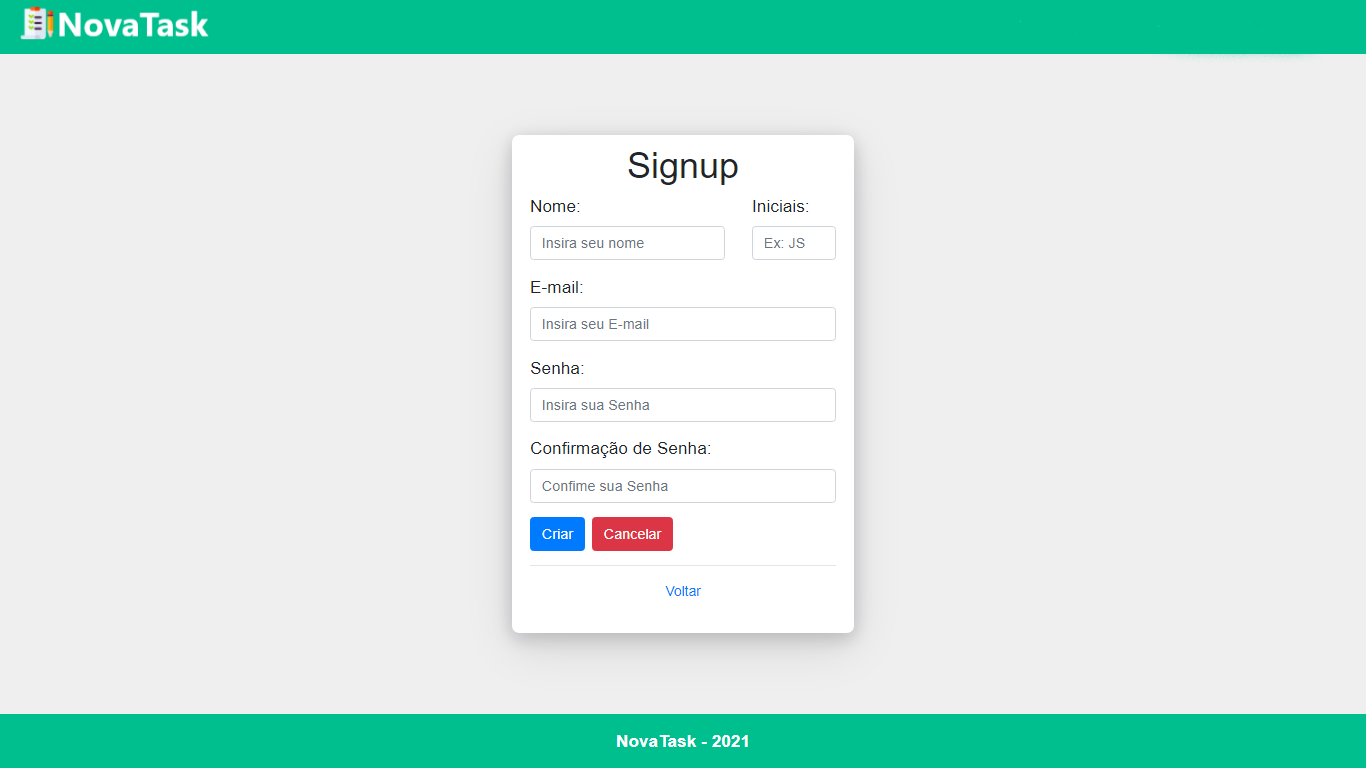 NovaTask
Signup
Nome: Iniciais:
Insira seu nome Ex: JS
E-mail:
Insira seu E-mail
Senha:
Insira sua Senha
Confirmação de Senha:
Confime sua Senha
Criar Cancelar
Voltar
NovaTask - 2021